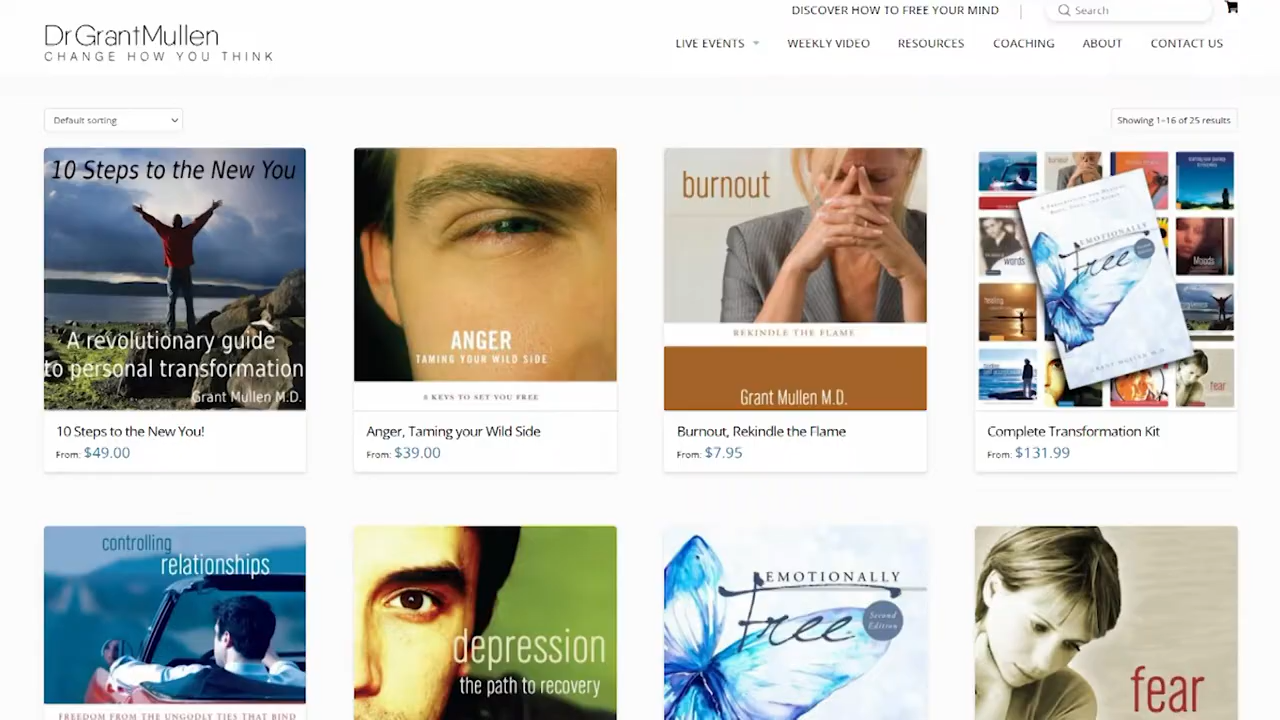 DISCOVER HOW TO FREE YOUR MIND
Search
DrGrantMullen
CHANGE HOW YOU THINK
LIVE EVENTS
WEEKLY VIDEO
RESOURCES
COACHING
ABOUT
CONTACT US
Default sorting
Showing 1–16 of 25 results
10 Steps to the New You
A revolutionary guide
to personal transformation
Grant Mullen M.D.
10 Steps to the New You!
From: $49.00
ANGER
TAMING YOUR WILD SIDE
8 KEYS TO SET YOU FREE
Anger, Taming your Wild Side
From: $39.00
burnout
REKINDLE THE FLAME
Grant Mullen M.D.
Burnout, Rekindle the Flame
From: $7.95
burnout
words
Moods
EMOTIONALLY
Free
GRANT MULLEN M.D.
fear
Complete Transformation Kit
From: $131.99
controlling
relationships
FREEDOM FROM THE UNGODLY TIES THAT BIND
depression
the path to recovery
EMOTIONALLY
Free
Second
Edition
fear